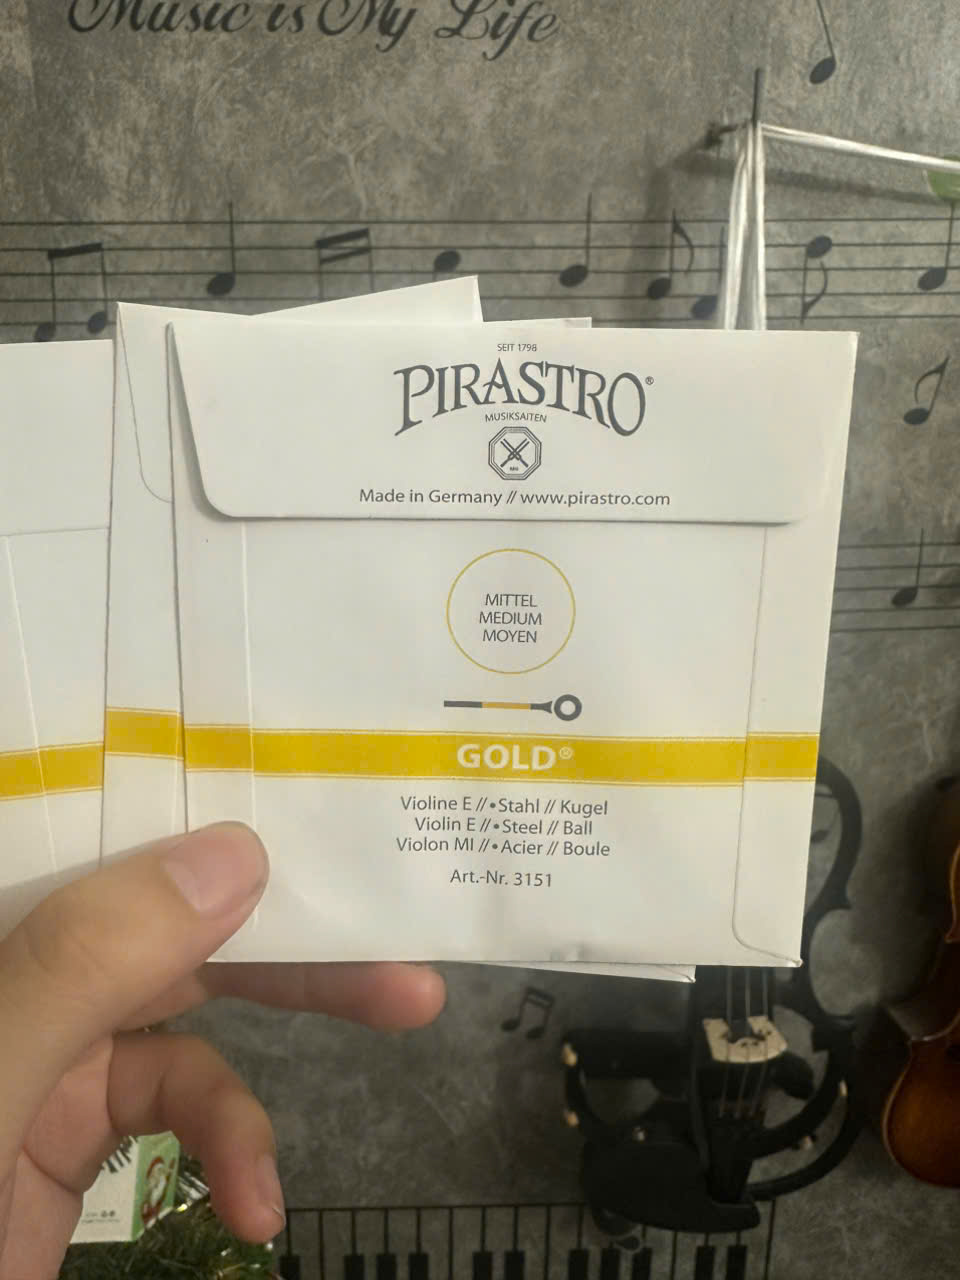 Music is My Life
SEIT 1798
PIRASTRO®
MUSIKSAITEN
Made in Germany // www.pirastro.com
MITTEL
MEDIUM
MOYEN
GOLD®
Violine E //•Stahl // Kugel
Violin E //•Steel // Ball
Violon MI //•Acier // Boule
Art.-Nr. 3151